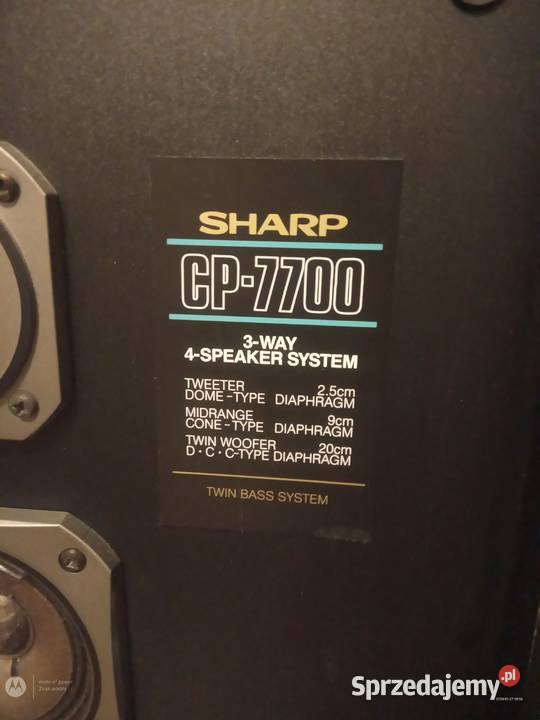 SHARP
CP-7700
3-WAY
4-SPEAKER SYSTEM
TWEETER 2.5cm
DOME-TYPE DIAPHRAGM
MIDRANGE 9cm
CONE-TYPE DIAPHRAGM
TWIN WOOFER 20cm
D・C・C-TYPE DIAPHRAGM
TWIN BASS SYSTEM
Sprzedajemy.pl